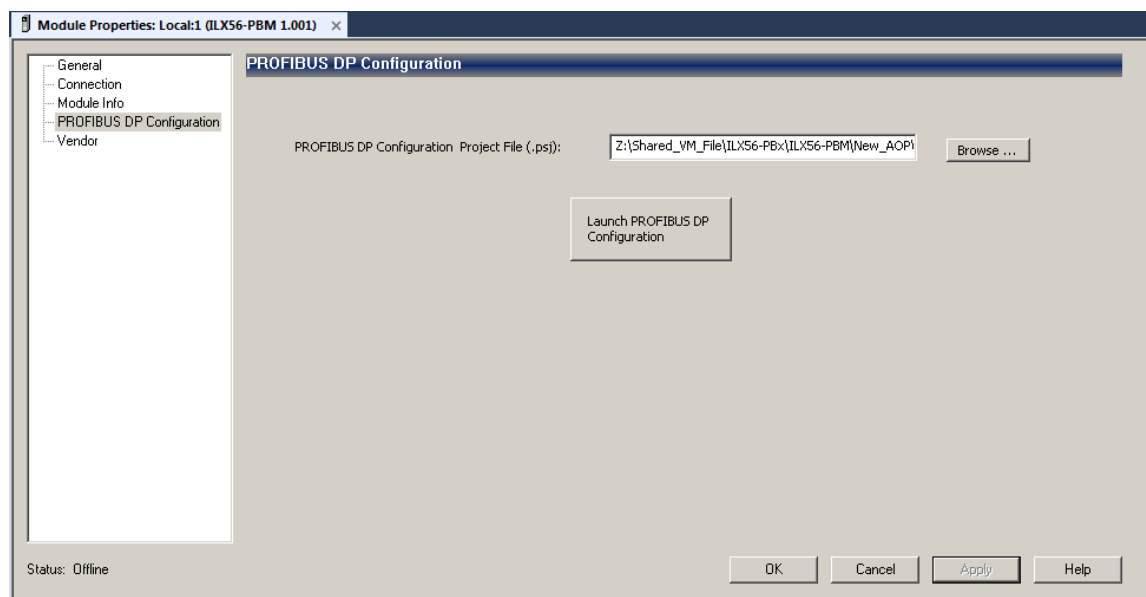 Module Properties: Local:1 (ILX56-PBM 1.001) ×
General
Connection
Module Info
PROFIBUS DP Configuration
Vendor
PROFIBUS DP Configuration
PROFIBUS DP Configuration Project File (.psj):
Z:\Shared_VM_File\ILX56-PBx\ILX56-PBM\New_AOP\
Browse ...
Launch PROFIBUS DP
Configuration
Status: Offline
OK
Cancel
Apply
Help